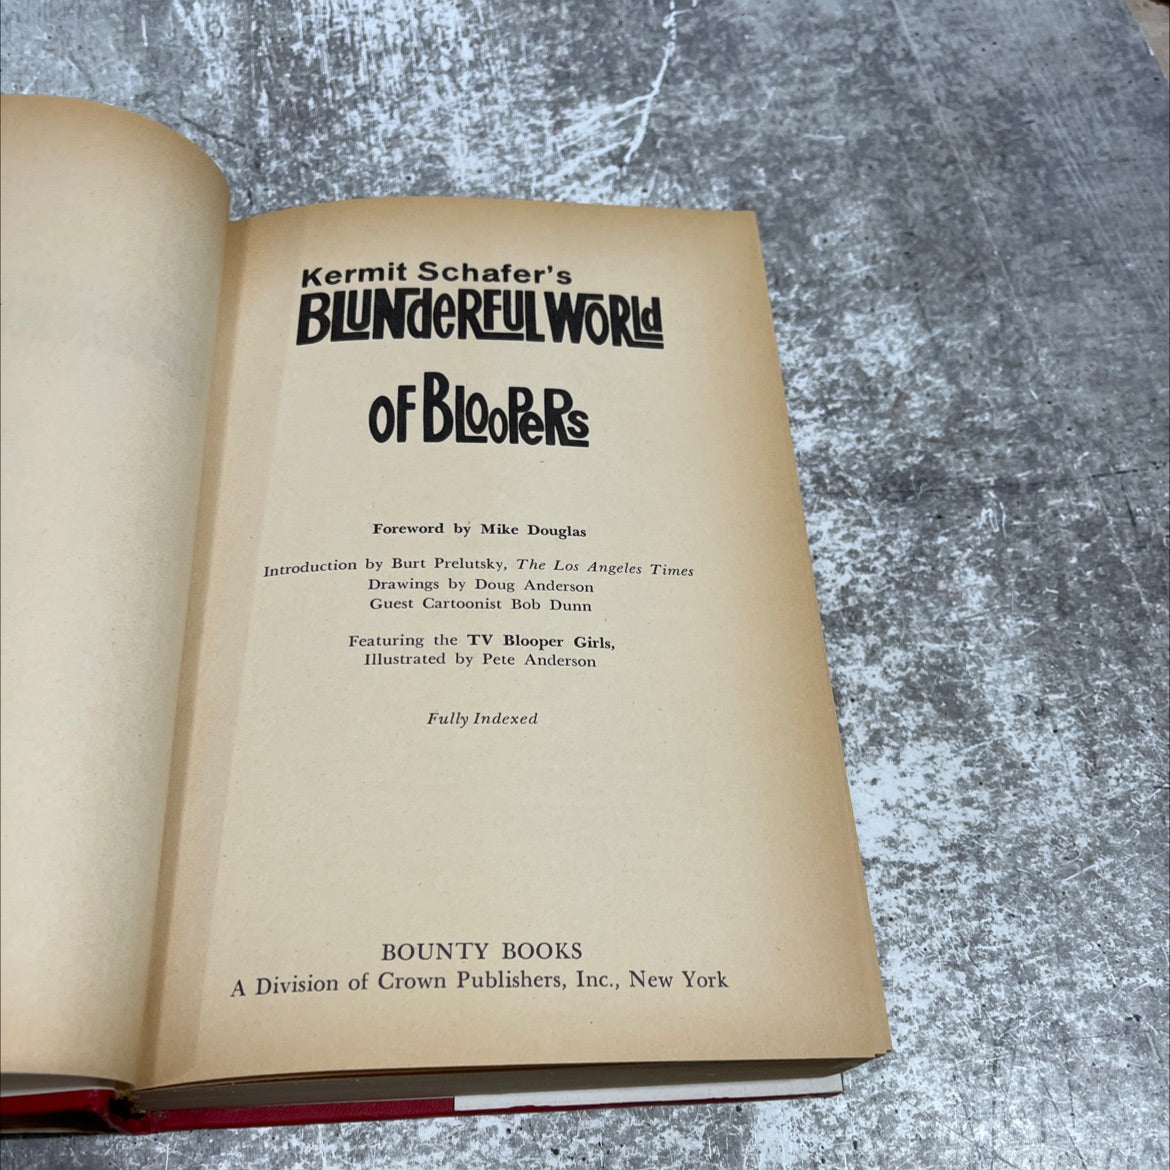 Kermit Schafer's
BLUNdERFUL WORLd
OF BLOOPERS
Foreword by Mike Douglas
Introduction by Burt Prelutsky, The Los Angeles Times
Drawings by Doug Anderson
Guest Cartoonist Bob Dunn
Featuring the TV Blooper Girls,
Illustrated by Pete Anderson
Fully Indexed
BOUNTY BOOKS
A Division of Crown Publishers, Inc., New York